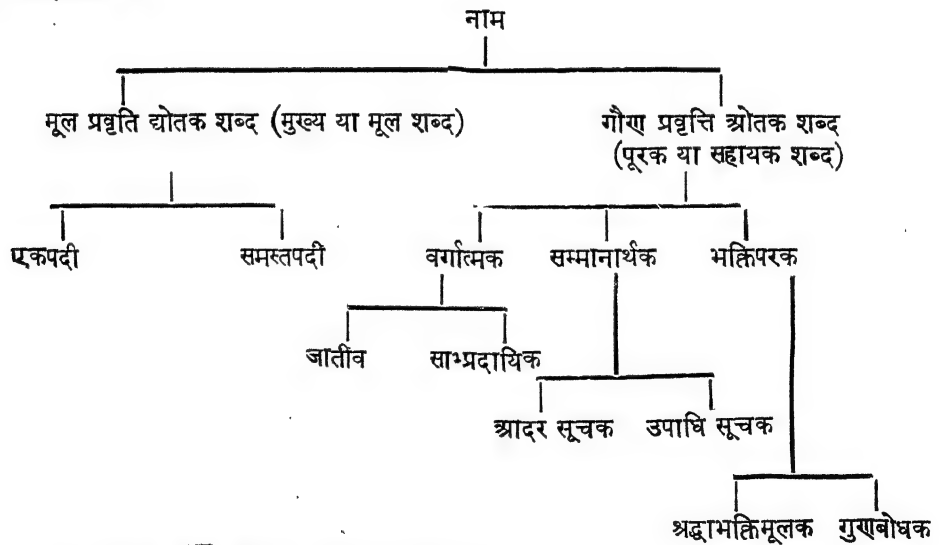 नाम
मूल प्रवृति द्योतक शब्द (मुख्य या मूल शब्द)
गौण प्रवृत्ति द्योतक शब्द
(पूरक या सहायक शब्द)
एकपदी
समस्तपदी
वर्गात्मक
सम्मानार्थक
भक्तिपरक
जातीव
साम्प्रदायिक
आदर सूचक
उपाधि सूचक
श्रद्धाभक्तिमूलक
गुणबोधक